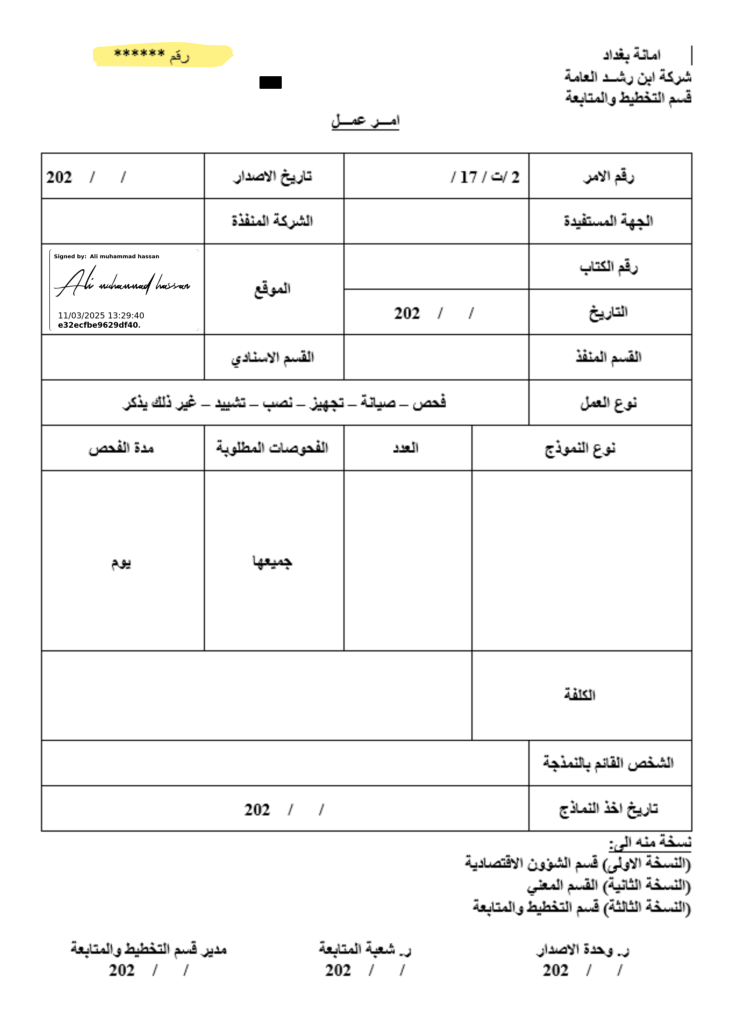 رقم ******
امانة بغداد
شركة ابن رشـد العامة
قسم التخطيط والمتابعة
امـر عمـل
رقم الامر
2 /ت / 17 /
تاريخ الاصدار
/ / 202
الجهة المستفيدة
الشركة المنفذة
رقم الكتاب
الموقع
Signed by: Ali muhammad hassan
Ali muhammad hassan
11/03/2025 13:29:40
e32ecfbe9629df40.
التاريخ
/ / 202
القسم المنفذ
القسم الاسنادي
نوع العمل
فحص – صيانة – تجهيز – نصب – تشييد – غير ذلك يذكر
نوع النموذج
العدد
الفحوصات المطلوبة
مدة الفحص
جميعها
يوم
الكلفة
الشخص القائم بالنمذجة
تاريخ اخذ النماذج
/ / 202
نسخة منه الى:
(النسخة الاولى) قسم الشؤون الاقتصادية
(النسخة الثانية) القسم المعني
(النسخة الثالثة) قسم التخطيط والمتابعة
ر. وحدة الاصدار
ر. شعبة المتابعة
مدير قسم التخطيط والمتابعة
/ / 202
/ / 202
/ / 202